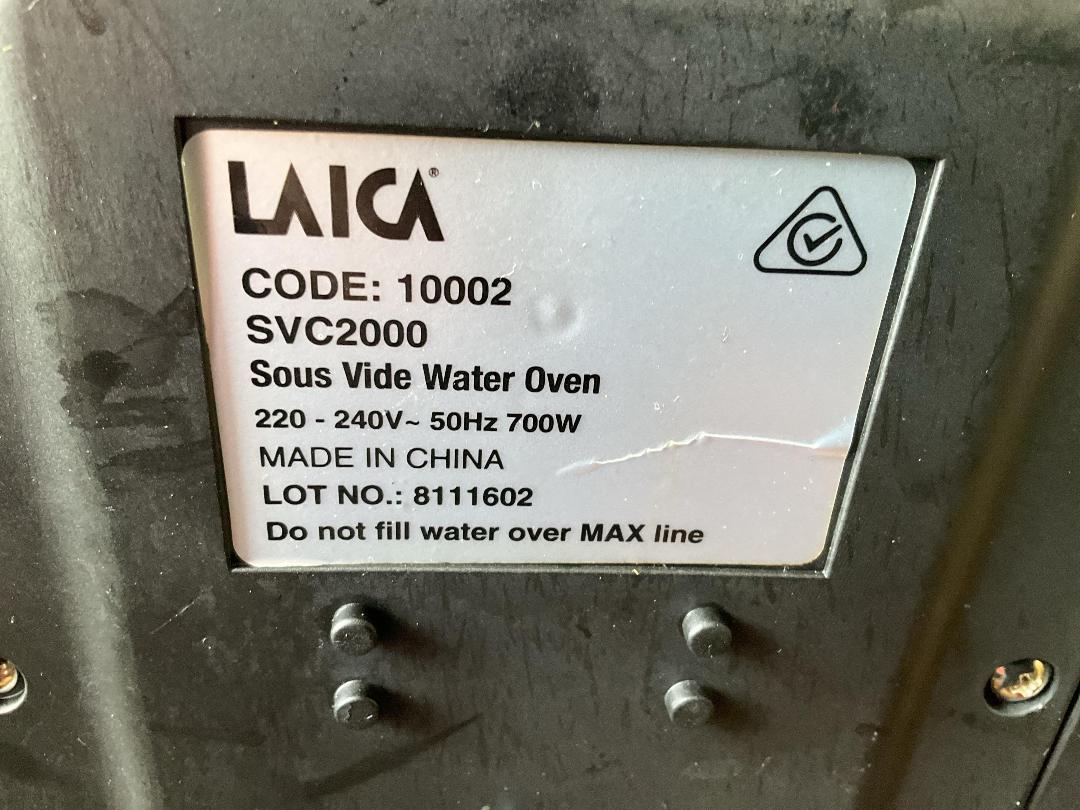 LAICA®
CODE: 10002
SVC2000
Sous Vide Water Oven
220 - 240V~ 50Hz 700W
MADE IN CHINA
LOT NO.: 8111602
Do not fill water over MAX line